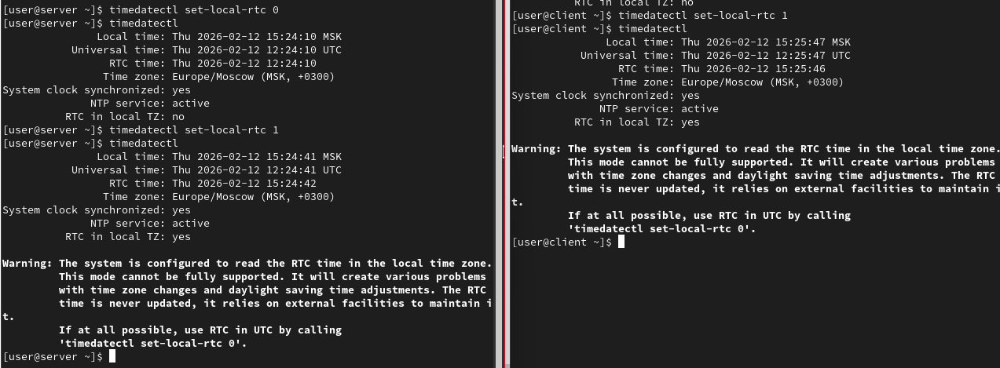 [user@server ~]$ timedatectl set-local-rtc 0
[user@server ~]$ timedatectl
Local time: Thu 2026-02-12 15:24:10 MSK
Universal time: Thu 2026-02-12 12:24:10 UTC
RTC time: Thu 2026-02-12 12:24:10
Time zone: Europe/Moscow (MSK, +0300)
System clock synchronized: yes
NTP service: active
RTC in local TZ: no
[user@server ~]$ timedatectl set-local-rtc 1
[user@server ~]$ timedatectl
Local time: Thu 2026-02-12 15:24:41 MSK
Universal time: Thu 2026-02-12 12:24:41 UTC
RTC time: Thu 2026-02-12 15:24:42
Time zone: Europe/Moscow (MSK, +0300)
System clock synchronized: yes
NTP service: active
RTC in local TZ: yes
Warning: The system is configured to read the RTC time in the local time zone.
This mode cannot be fully supported. It will create various problems
with time zone changes and daylight saving time adjustments. The RTC
time is never updated, it relies on external facilities to maintain i
t.
If at all possible, use RTC in UTC by calling
'timedatectl set-local-rtc 0'.
[user@server ~]$
RTC in local TZ: no
[user@client ~]$ timedatectl set-local-rtc 1
[user@client ~]$ timedatectl
Local time: Thu 2026-02-12 15:25:47 MSK
Universal time: Thu 2026-02-12 12:25:47 UTC
RTC time: Thu 2026-02-12 15:25:46
Time zone: Europe/Moscow (MSK, +0300)
System clock synchronized: yes
NTP service: active
RTC in local TZ: yes
Warning: The system is configured to read the RTC time in the local time zone.
This mode cannot be fully supported. It will create various problems
with time zone changes and daylight saving time adjustments. The RTC
time is never updated, it relies on external facilities to maintain i
t.
If at all possible, use RTC in UTC by calling
'timedatectl set-local-rtc 0'.
[user@client ~]$